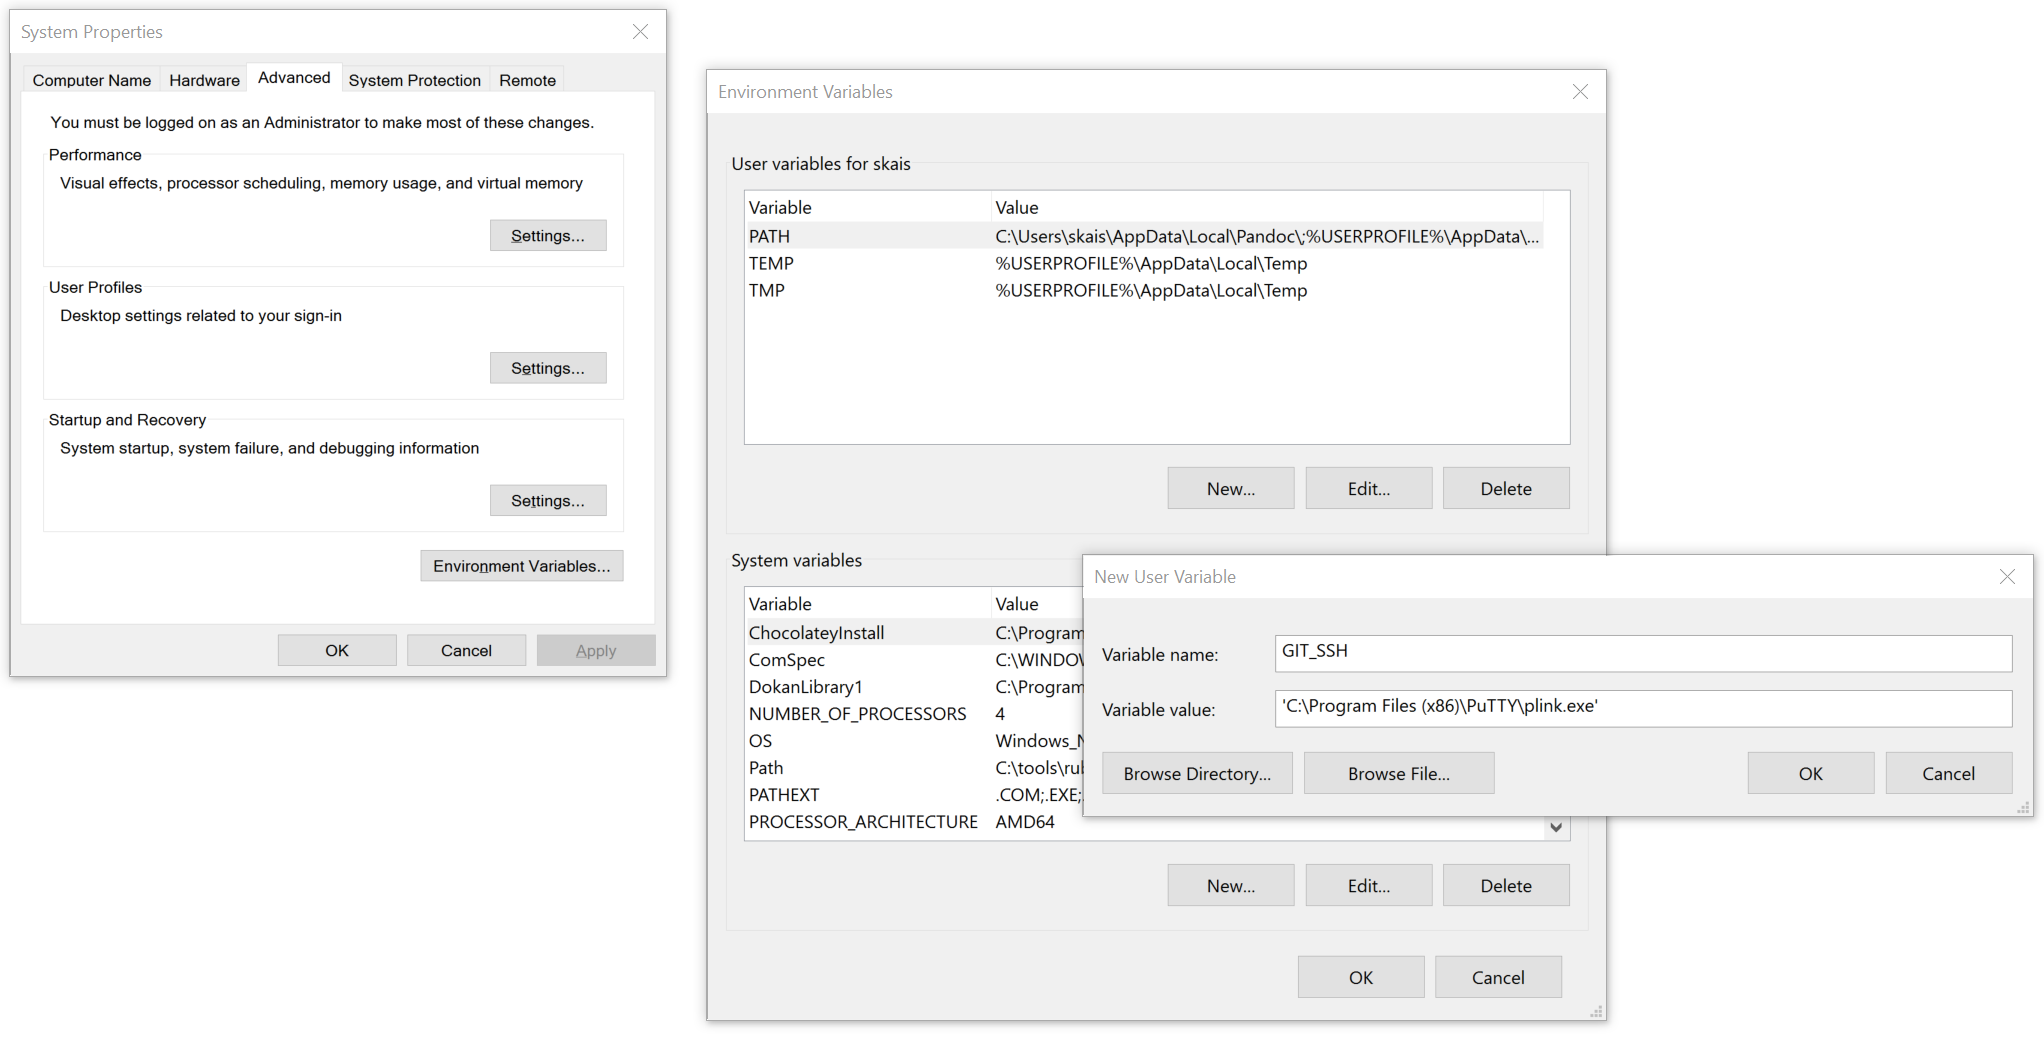 System Properties
Computer Name Hardware Advanced System Protection Remote
You must be logged on as an Administrator to make most of these changes.
Performance
Visual effects, processor scheduling, memory usage, and virtual memory
Settings...
User Profiles
Desktop settings related to your sign-in
Settings...
Startup and Recovery
System startup, system failure, and debugging information
Settings...
Environment Variables...
OK Cancel Apply
Environment Variables
User variables for skais
Variable Value
PATH C:\Users\skais\AppData\Local\Pandoc\;%USERPROFILE%\AppData\...
TEMP %USERPROFILE%\AppData\Local\Temp
TMP %USERPROFILE%\AppData\Local\Temp
New... Edit... Delete
System variables
Variable Value
ChocolateyInstall C:\Program
ComSpec C:\WINDOW
DokanLibrary1 C:\Program
NUMBER_OF_PROCESSORS 4
OS Windows_N
Path C:\tools\rub
PATHEXT .COM;.EXE;
PROCESSOR_ARCHITECTURE AMD64
New... Edit... Delete
OK Cancel
New User Variable
Variable name: GIT_SSH
Variable value: 'C:\Program Files (x86)\PuTTY\plink.exe'
Browse Directory... Browse File... OK Cancel